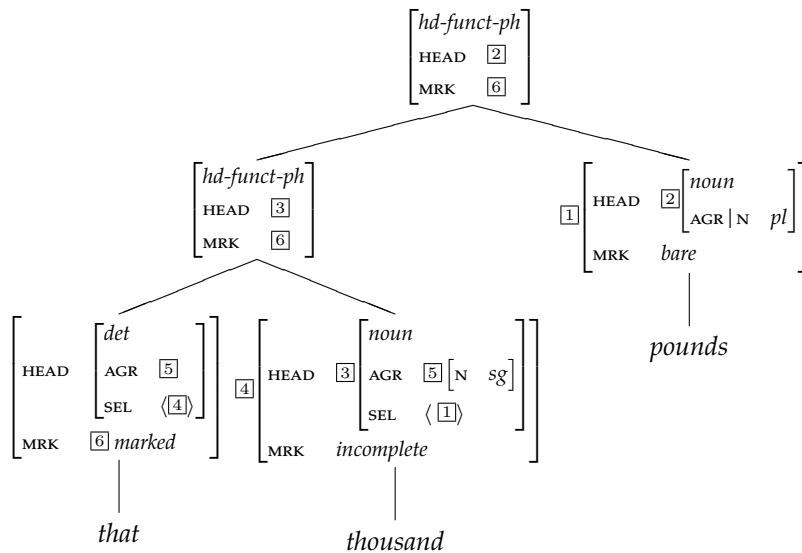 hd-funct-ph
HEAD 2
MRK 6
hd-funct-ph
HEAD 3
MRK 6
1 HEAD 2 noun
AGR | N pl
MRK bare
pounds
HEAD det
AGR 5
SEL ⟨4⟩
MRK 6 marked
that
4 HEAD 3 noun
AGR 5 [N sg]
SEL ⟨1⟩
MRK incomplete
thousand